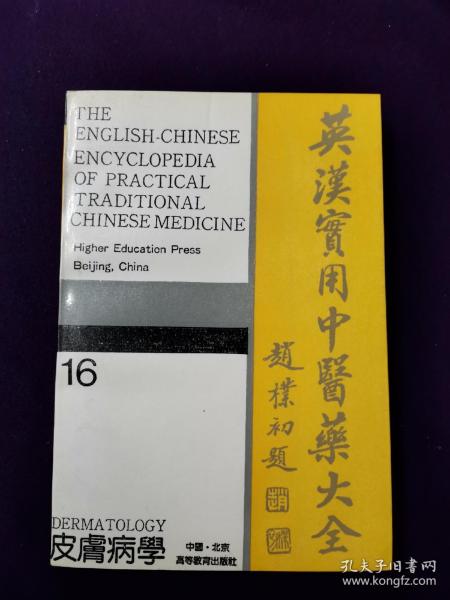 THE
ENGLISH-CHINESE
ENCYCLOPEDIA
OF PRACTICAL
TRADITIONAL
CHINESE MEDICINE
Higher Education Press
Beijing, China
英漢實用中醫藥大全
趙樸初題
16
DERMATOLOGY
皮膚病學
中國·北京
高等教育出版社
孔夫子旧书网
kongfz.com